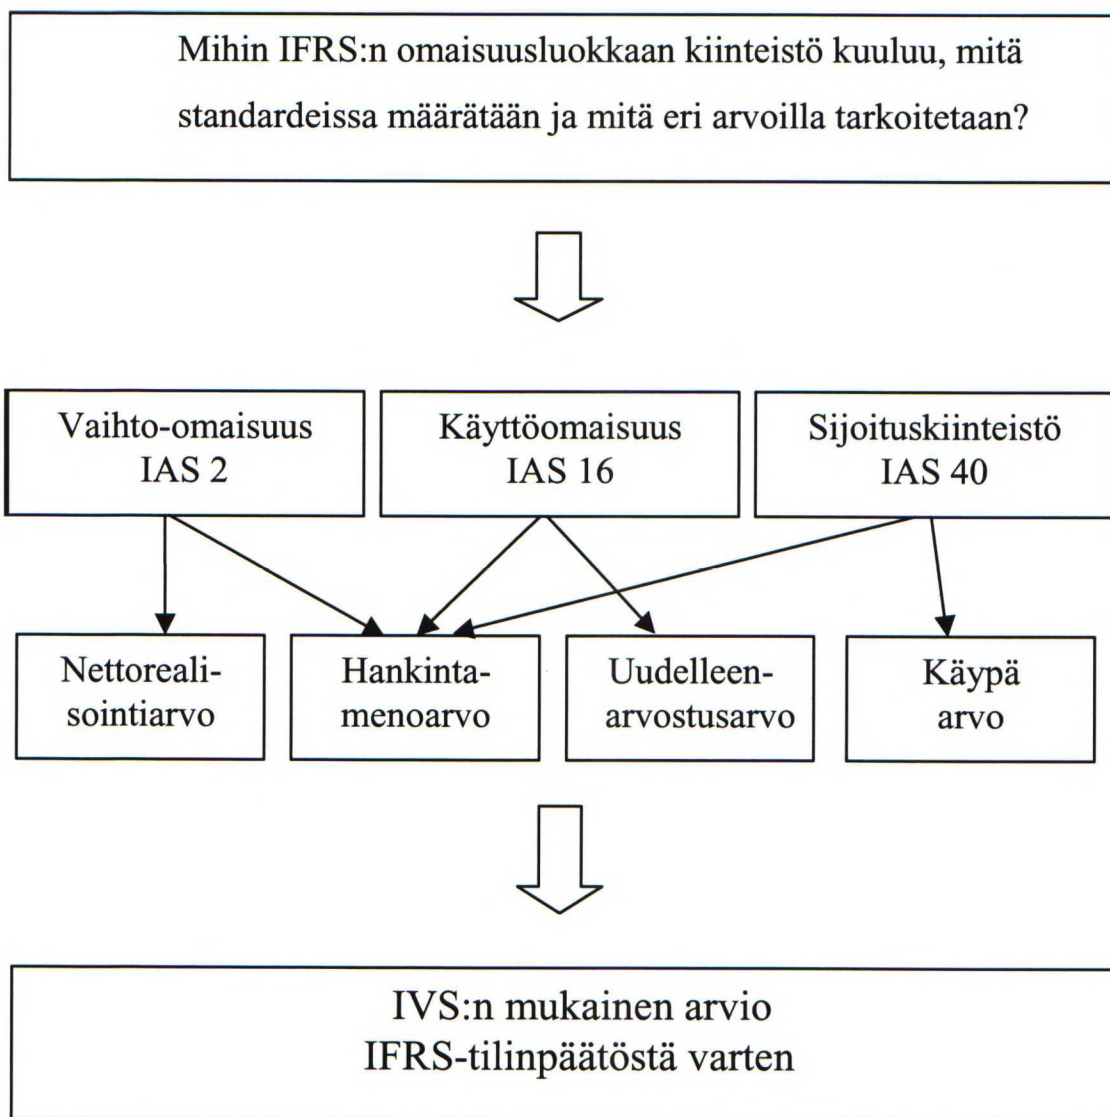 Mihin IFRS:n omaisuusluokkaan kiinteistö kuuluu, mitä
standardeissa määrätään ja mitä eri arvoilla tarkoitetaan?
Vaihto-omaisuus
IAS 2
Käyttöomaisuus
IAS 16
Sijoituskiinteistö
IAS 40
Nettoreali-
sointiarvo
Hankinta-
menoarvo
Uudelleen-
arvostusarvo
Käypä
arvo
IVS:n mukainen arvio
IFRS-tilinpäätöstä varten